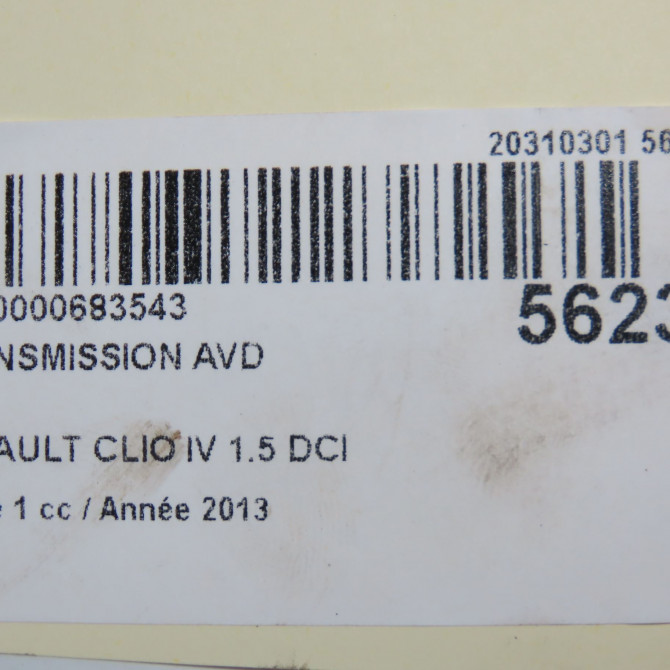 20310301 56
0000683543
5623
NSMISSION AVD
AULT CLIO IV 1.5 DCI
e 1 cc / Année 2013